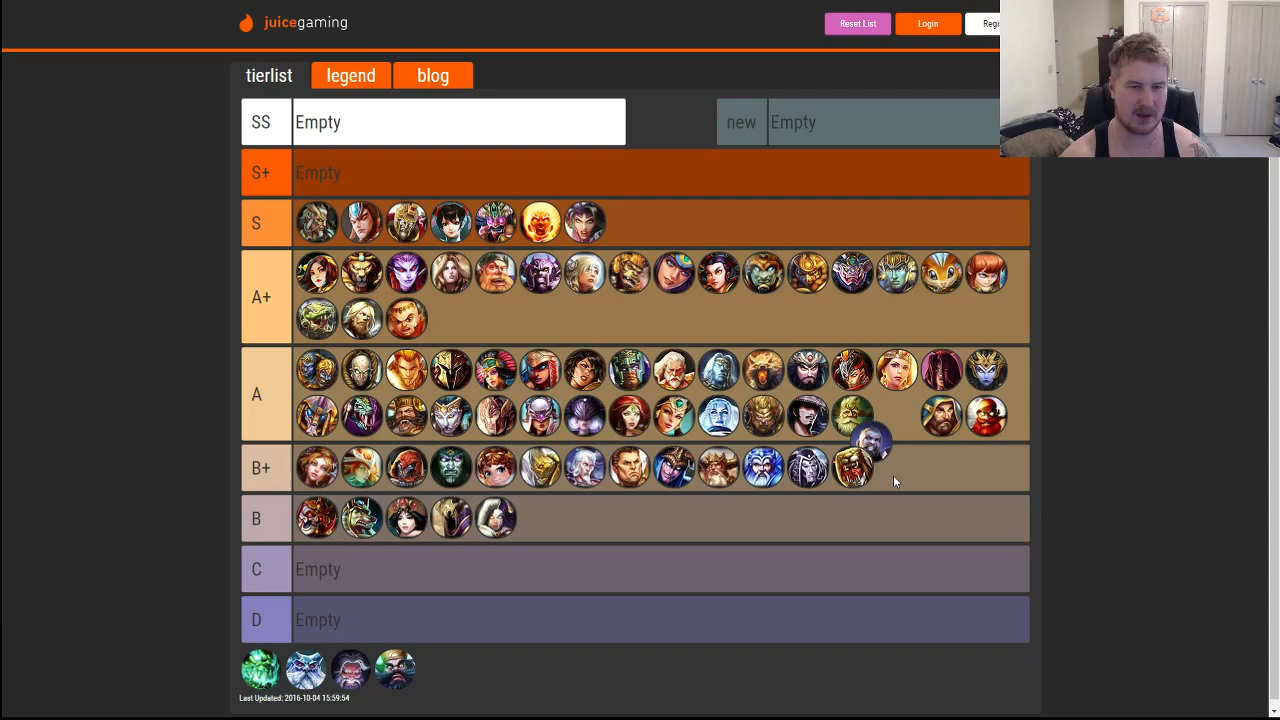 juicegaming
Reset List
Login
Regi
tierlist
legend
blog
SS
Empty
new
Empty
S+
Empty
S
A+
A
B+
B
C
Empty
D
Empty
Last Updated: 2016-10-04 15:59:54